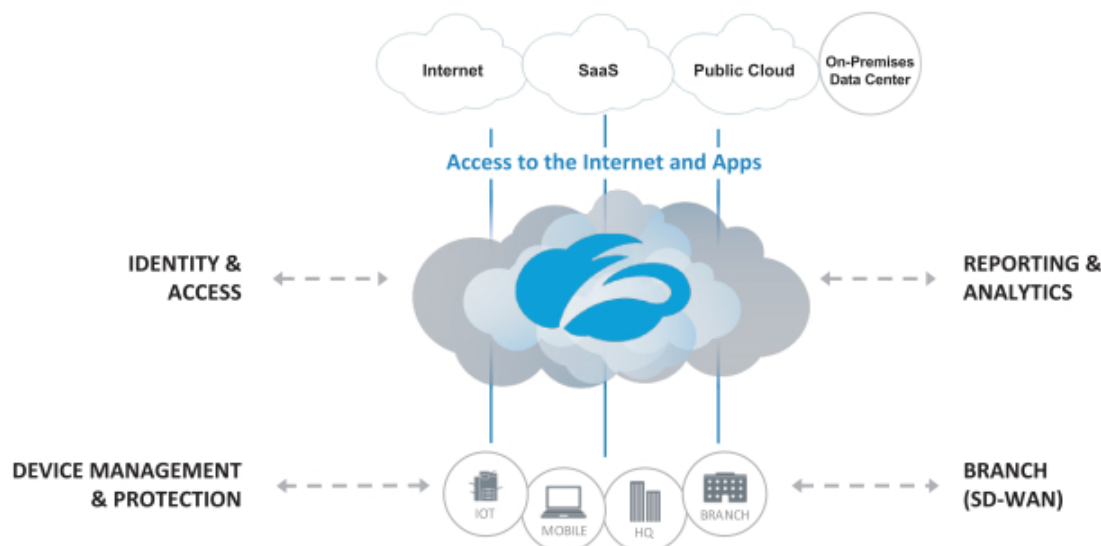 Internet
SaaS
Public Cloud
On-Premises
Data Center
Access to the Internet and Apps
IDENTITY &
ACCESS
REPORTING &
ANALYTICS
DEVICE MANAGEMENT
& PROTECTION
IOT
MOBILE
HQ
BRANCH
BRANCH
(SD-WAN)